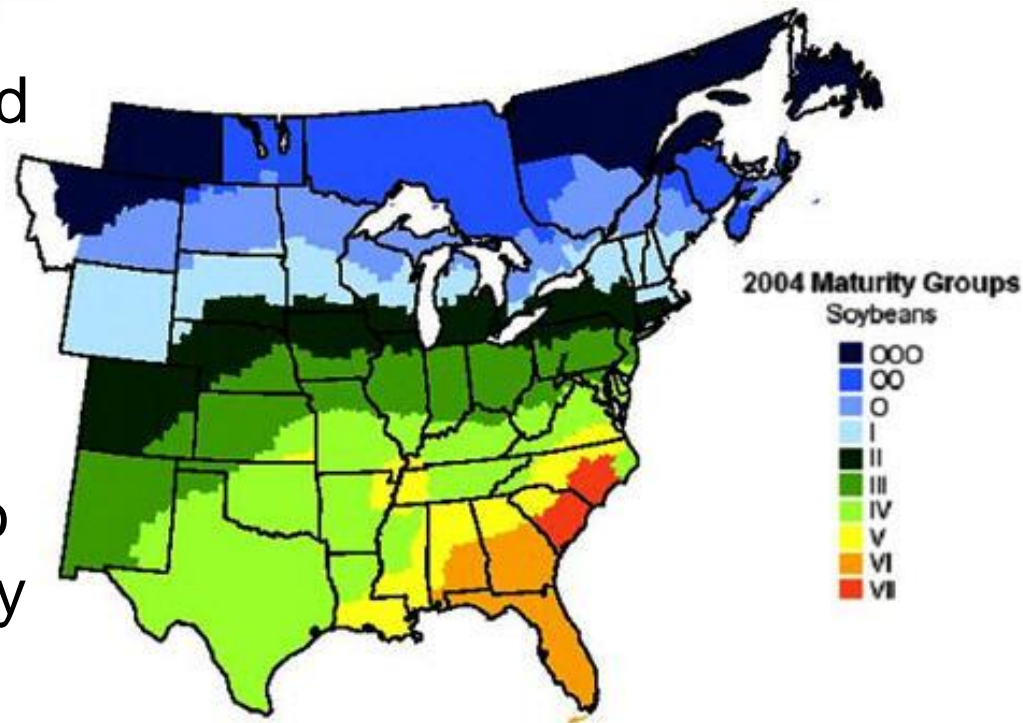 d
o
y
2004 Maturity Groups
Soybeans
OOO
OO
O
I
II
III
IV
V
VI
VII